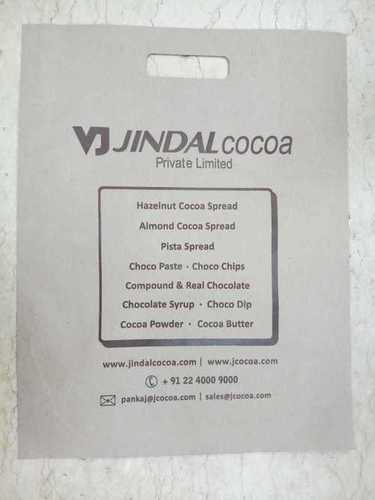 VJ JINDAL cocoa
Private Limited
Hazelnut Cocoa Spread
Almond Cocoa Spread
Pista Spread
Choco Paste · Choco Chips
Compound & Real Chocolate
Chocolate Syrup · Choco Dip
Cocoa Powder · Cocoa Butter
www.jindalcocoa.com | www.jcocoa.com
+ 91 22 4000 9000
pankaj@jcocoa.com | sales@jcocoa.com